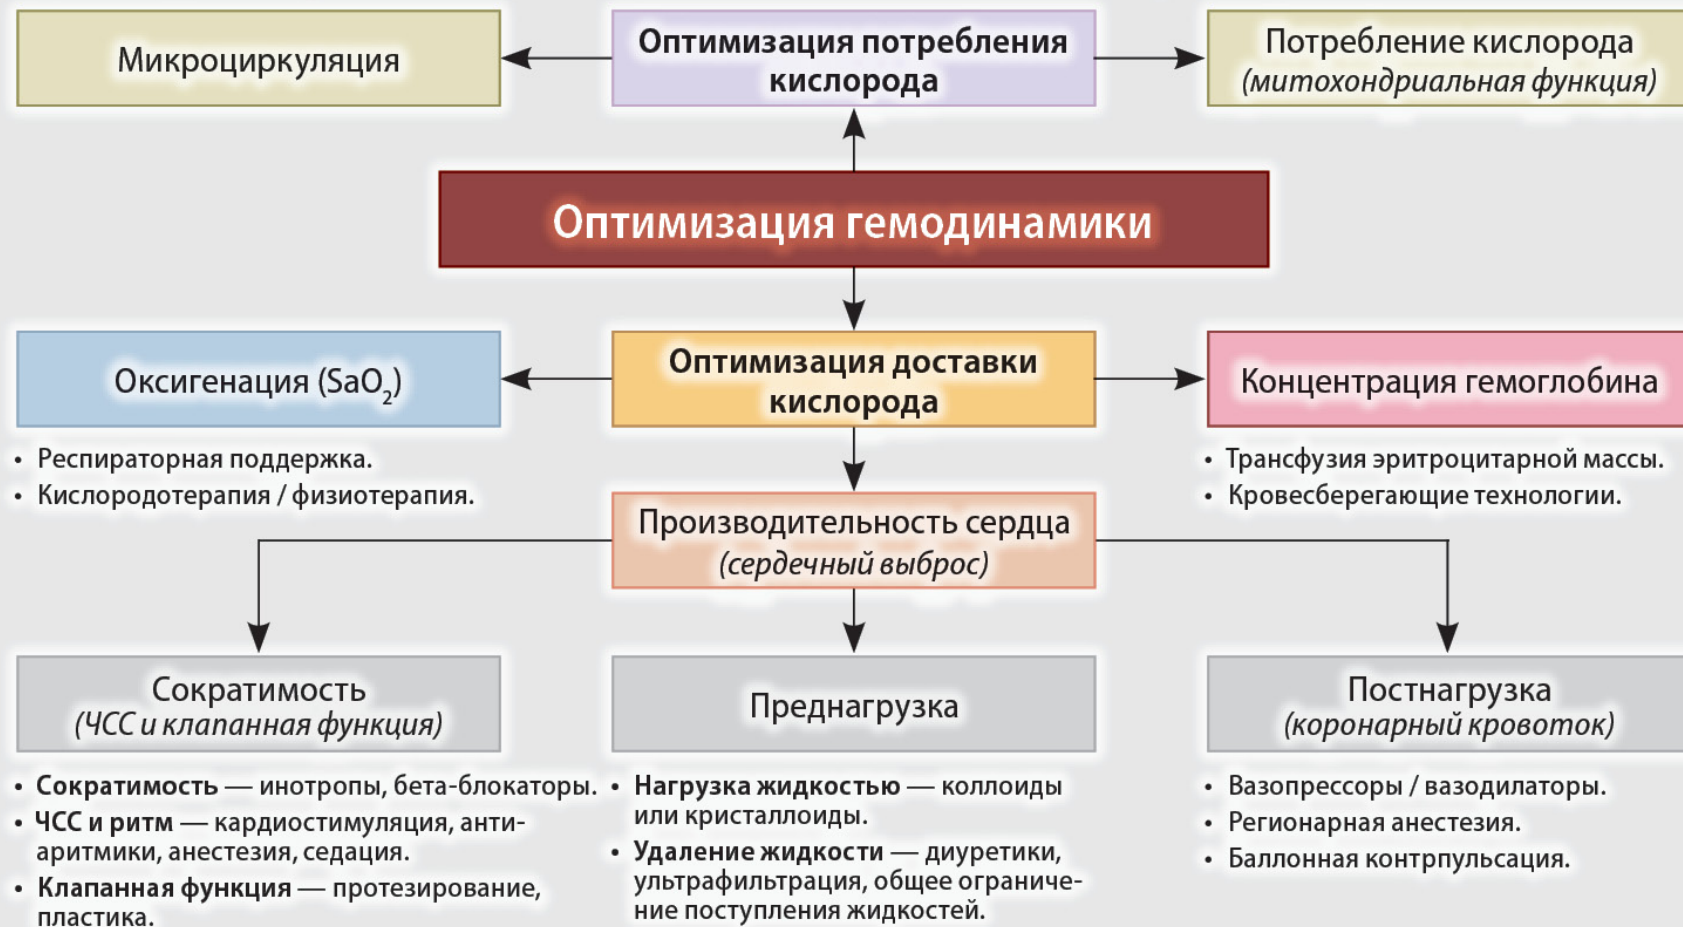 Микроциркуляция
Оптимизация потребления
кислорода
Потребление кислорода
(митохондриальная функция)
Оптимизация гемодинамики
Оксигенация (SaO₂)
Оптимизация доставки
кислорода
Концентрация гемоглобина
• Респираторная поддержка.
• Кислородотерапия / физиотерапия.
• Трансфузия эритроцитарной массы.
• Кровесберегающие технологии.
Производительность сердца
(сердечный выброс)
Сократимость
(ЧСС и клапанная функция)
Преднагрузка
Постнагрузка
(коронарный кровоток)
• Сократимость — инотропы, бета-блокаторы.
• ЧСС и ритм — кардиостимуляция, анти-
аритмики, анестезия, седация.
• Клапанная функция — протезирование,
пластика.
• Нагрузка жидкостью — коллоиды
или кристаллоиды.
• Удаление жидкости — диуретики,
ультрафильтрация, общее ограниче-
ние поступления жидкостей.
• Вазопрессоры / вазодилаторы.
• Регионарная анестезия.
• Баллонная контрпульсация.